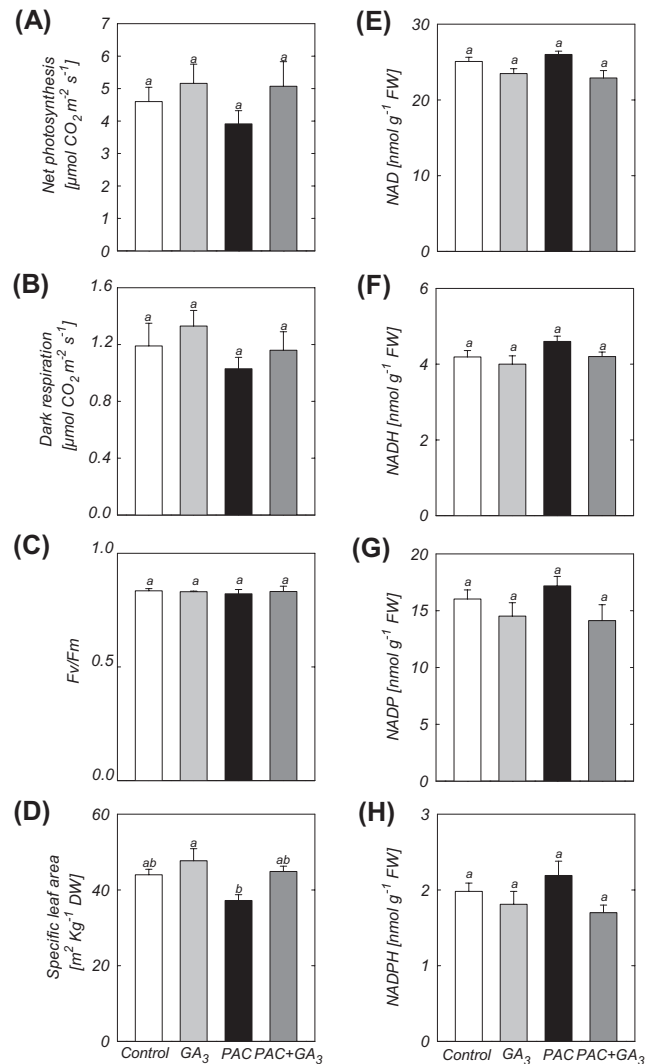 (A)
Net photosynthesis
[µmol CO2 m-2 s-1]
7
6
5
4
3
2
1
0
a
a
a
a
(B)
Dark respiration
[µmol CO2 m-2 s-1]
1.6
1.2
0.8
0.4
0.0
a
a
a
a
(C)
Fv/Fm
1.0
0.5
0.0
a
a
a
a
(D)
Specific leaf area
[m2 Kg-1 DW]
60
40
20
0
ab
a
b
ab
Control GA3 PAC PAC+GA3
(E)
NAD [nmol g-1 FW]
30
20
10
0
a
a
a
a
(F)
NADH [nmol g-1 FW]
6
4
2
0
a
a
a
a
(G)
NADP [nmol g-1 FW]
20
15
10
5
0
a
a
a
a
(H)
NADPH [nmol g-1 FW]
3
2
1
0
a
a
a
a
Control GA3 PAC PAC+GA3